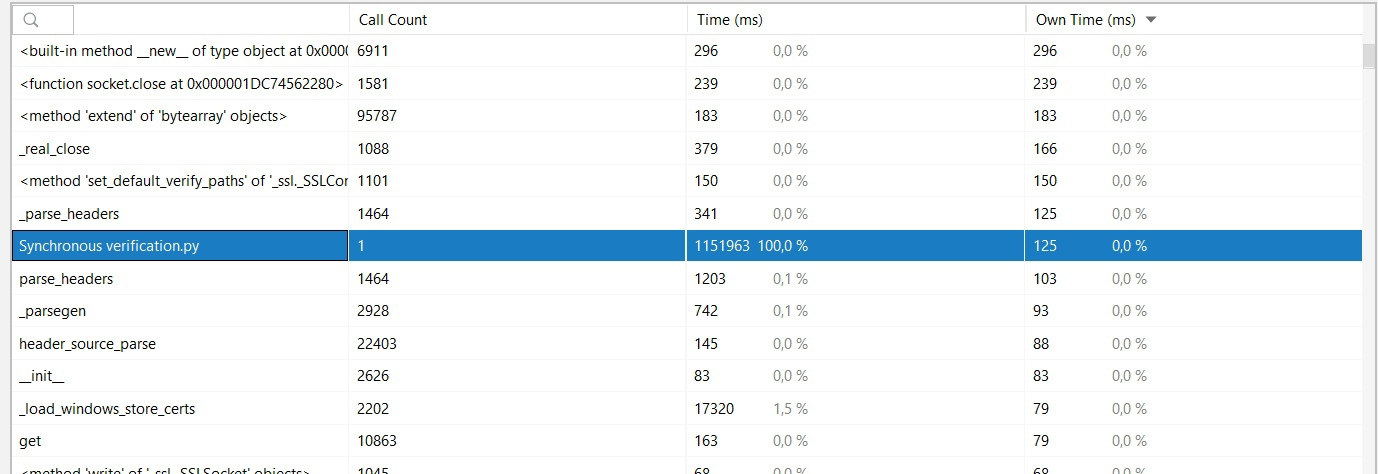 Call Count Time (ms) Own Time (ms)
<built-in method __new__ of type object at 0x000( 6911 296 0,0 % 296 0,0 %
<function socket.close at 0x000001DC74562280> 1581 239 0,0 % 239 0,0 %
<method 'extend' of 'bytearray' objects> 95787 183 0,0 % 183 0,0 %
_real_close 1088 379 0,0 % 166 0,0 %
<method 'set_default_verify_paths' of '_ssl._SSLCor 1101 150 0,0 % 150 0,0 %
_parse_headers 1464 341 0,0 % 125 0,0 %
Synchronous verification.py 1 1151963 100,0 % 125 0,0 %
parse_headers 1464 1203 0,1 % 103 0,0 %
_parsegen 2928 742 0,1 % 93 0,0 %
header_source_parse 22403 145 0,0 % 88 0,0 %
__init__ 2626 83 0,0 % 83 0,0 %
_load_windows_store_certs 2202 17320 1,5 % 79 0,0 %
get 10863 163 0,0 % 79 0,0 %
<method 'write' of '_ssl._SSLSocket' objects> 1045 68 0,0 % 68 0,0 %